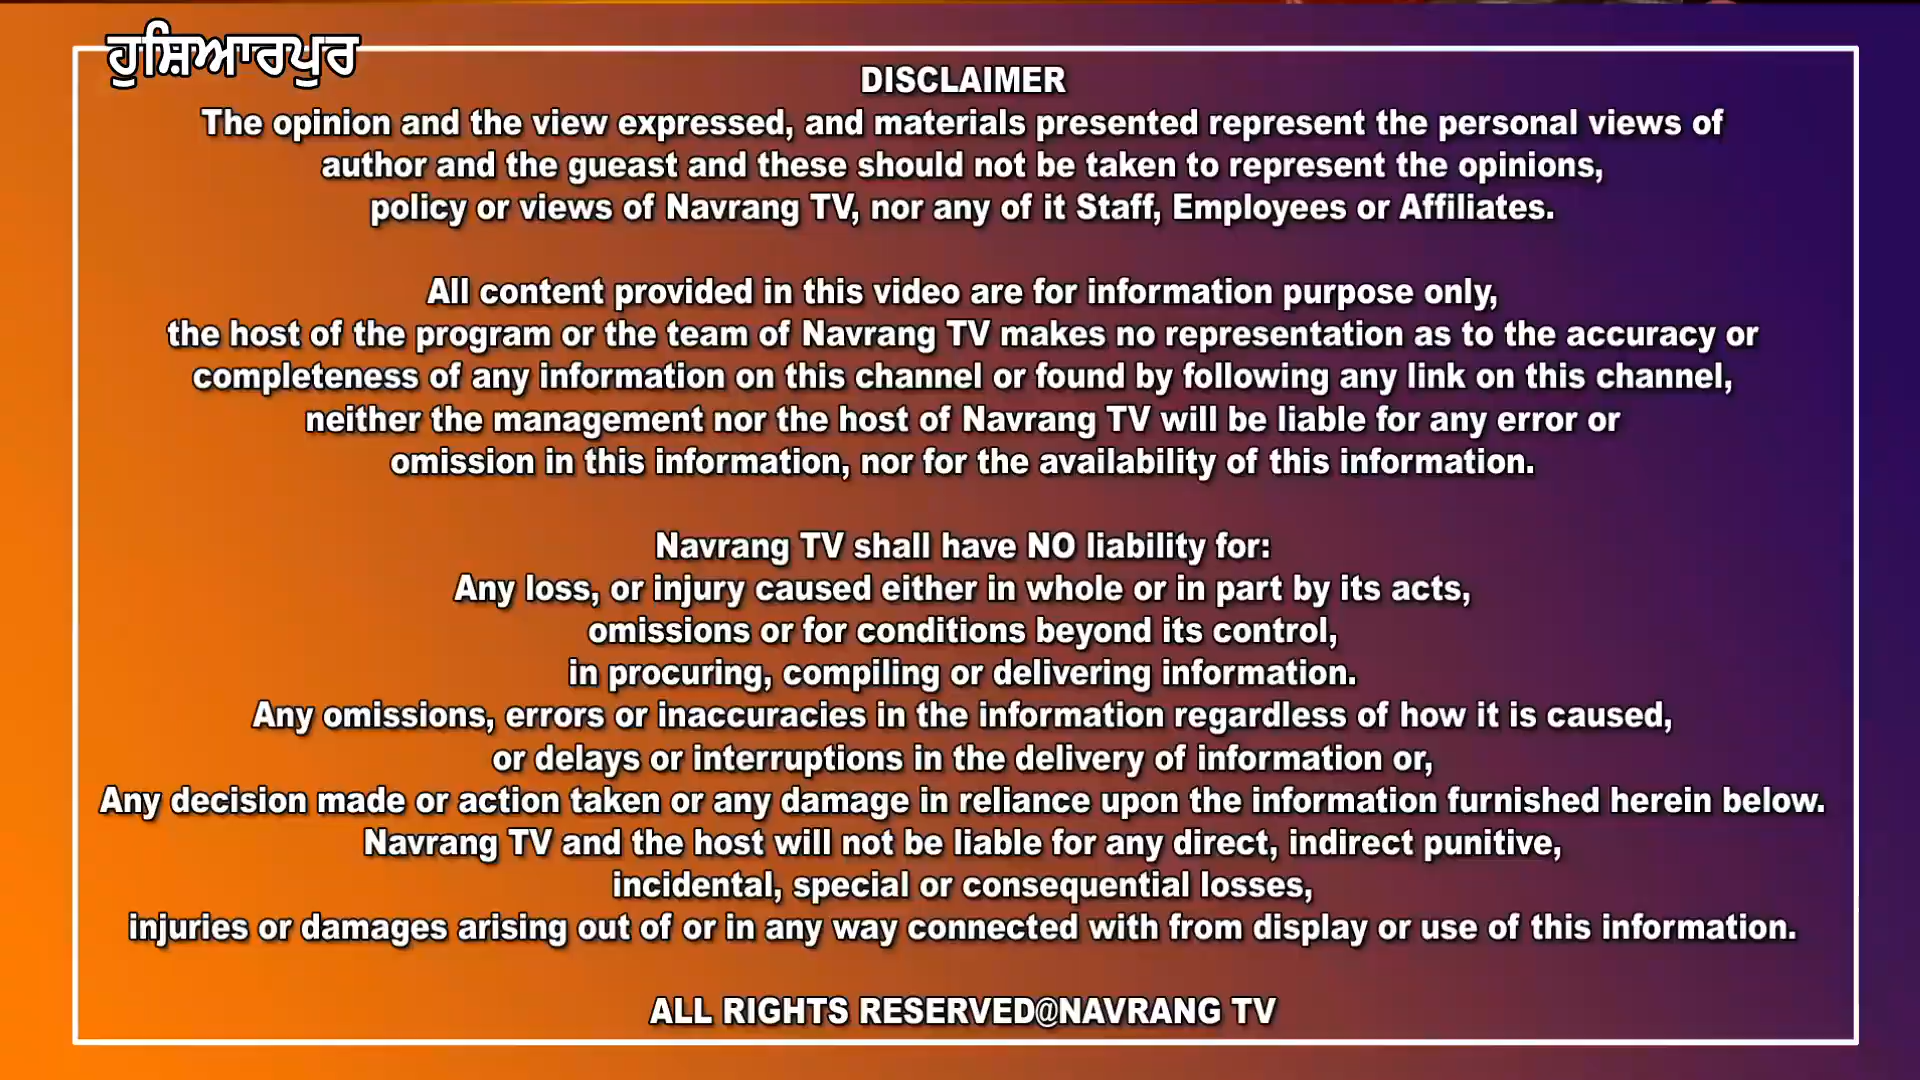 ਹੁਸ਼ਿਆਰਪੁਰ
DISCLAIMER
The opinion and the view expressed, and materials presented represent the personal views of
author and the gueast and these should not be taken to represent the opinions,
policy or views of Navrang TV, nor any of it Staff, Employees or Affiliates.
All content provided in this video are for information purpose only,
the host of the program or the team of Navrang TV makes no representation as to the accuracy or
completeness of any information on this channel or found by following any link on this channel,
neither the management nor the host of Navrang TV will be liable for any error or
omission in this information, nor for the availability of this information.
Navrang TV shall have NO liability for:
Any loss, or injury caused either in whole or in part by its acts,
omissions or for conditions beyond its control,
in procuring, compiling or delivering information.
Any omissions, errors or inaccuracies in the information regardless of how it is caused,
or delays or interruptions in the delivery of information or,
Any decision made or action taken or any damage in reliance upon the information furnished herein below.
Navrang TV and the host will not be liable for any direct, indirect punitive,
incidental, special or consequential losses,
injuries or damages arising out of or in any way connected with from display or use of this information.
ALL RIGHTS RESERVED@NAVRANG TV